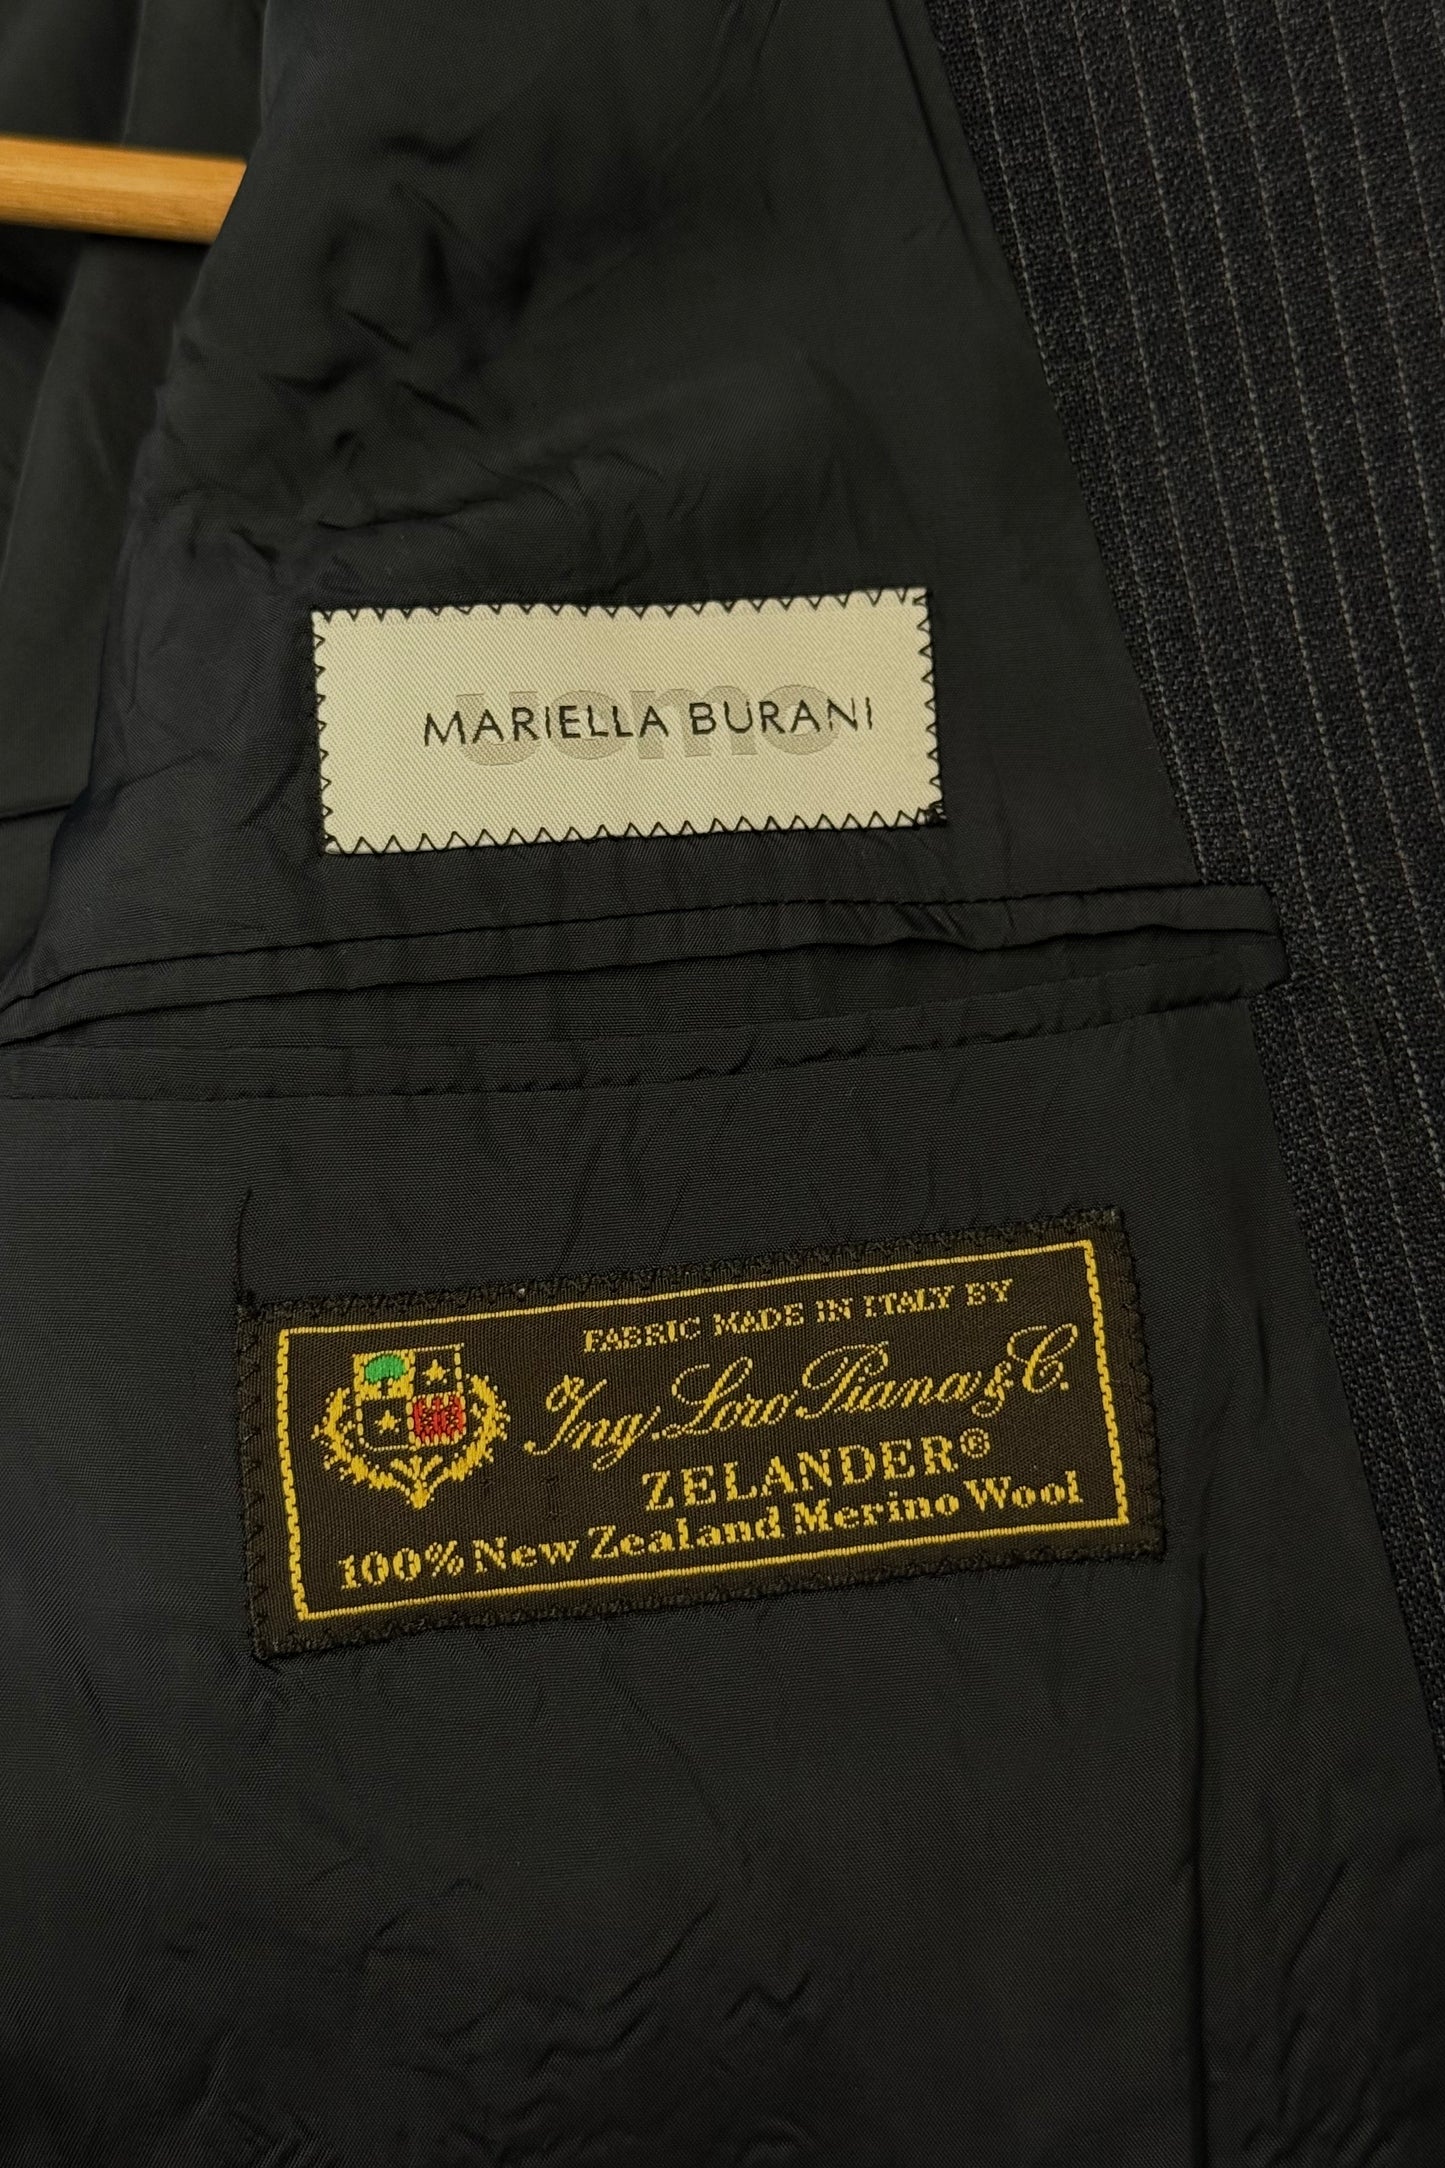 uomo
MARIELLA BURANI
FABRIC MADE IN ITALY BY
Ing. Loro Piana & C.
ZELANDER®
100% New Zealand Merino Wool